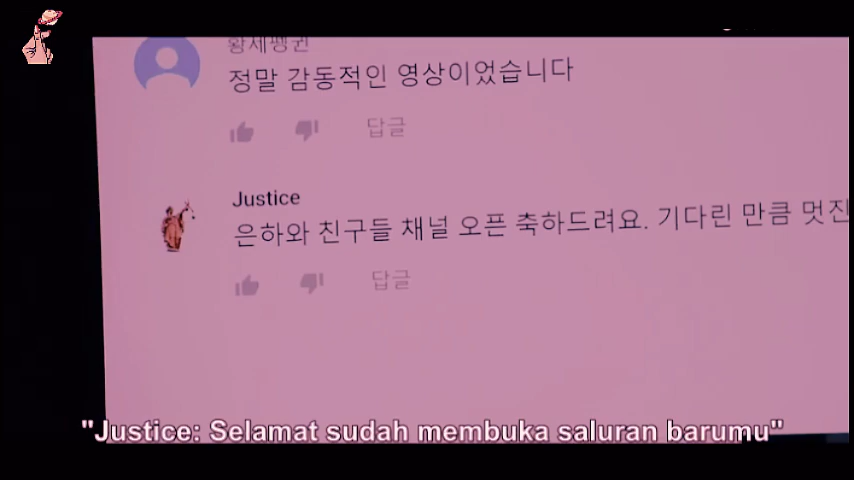 황제펭귄
정말 감동적인 영상이었습니다
답글
Justice
은하와 친구들 채널 오픈 축하드려요. 기다린 만큼 멋진
답글
"Justice: Selamat sudah membuka saluran barumu"